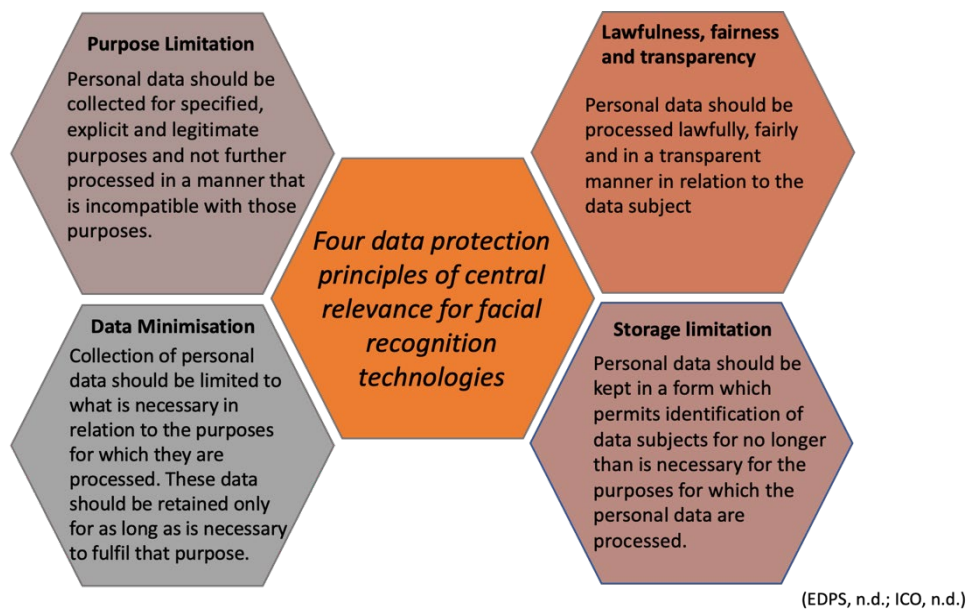 Purpose Limitation
Personal data should be
collected for specified,
explicit and legitimate
purposes and not further
processed in a manner that
is incompatible with those
purposes.
Lawfulness, fairness
and transparency
Personal data should be
processed lawfully, fairly
and in a transparent
manner in relation to the
data subject
Four data protection
principles of central
relevance for facial
recognition
technologies
Data Minimisation
Collection of personal
data should be limited to
what is necessary in
relation to the purposes
for which they are
processed. These data
should be retained only
for as long as is necessary
to fulfil that purpose.
Storage limitation
Personal data should be
kept in a form which
permits identification of
data subjects for no longer
than is necessary for the
purposes for which the
personal data are
processed.
(EDPS, n.d.; ICO, n.d.)